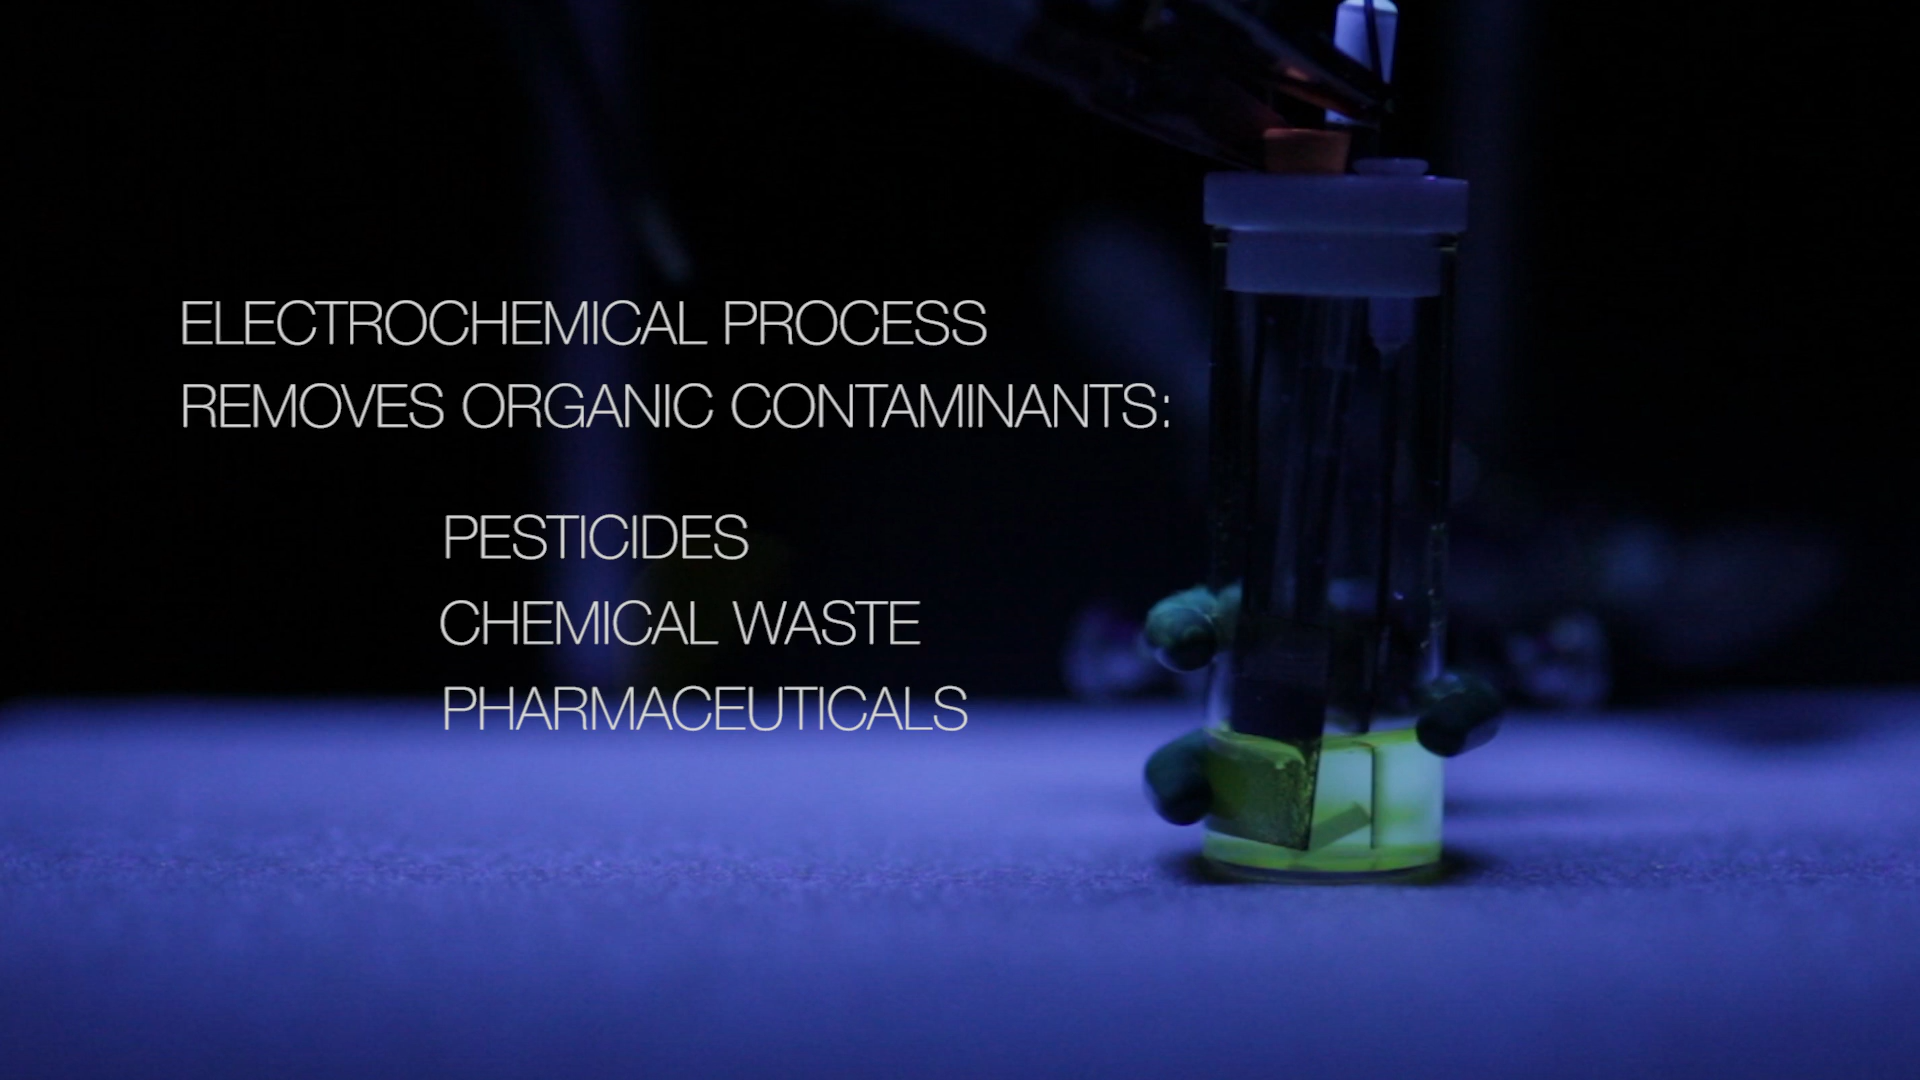 ELECTROCHEMICAL PROCESS
REMOVES ORGANIC CONTAMINANTS:
PESTICIDES
CHEMICAL WASTE
PHARMACEUTICALS